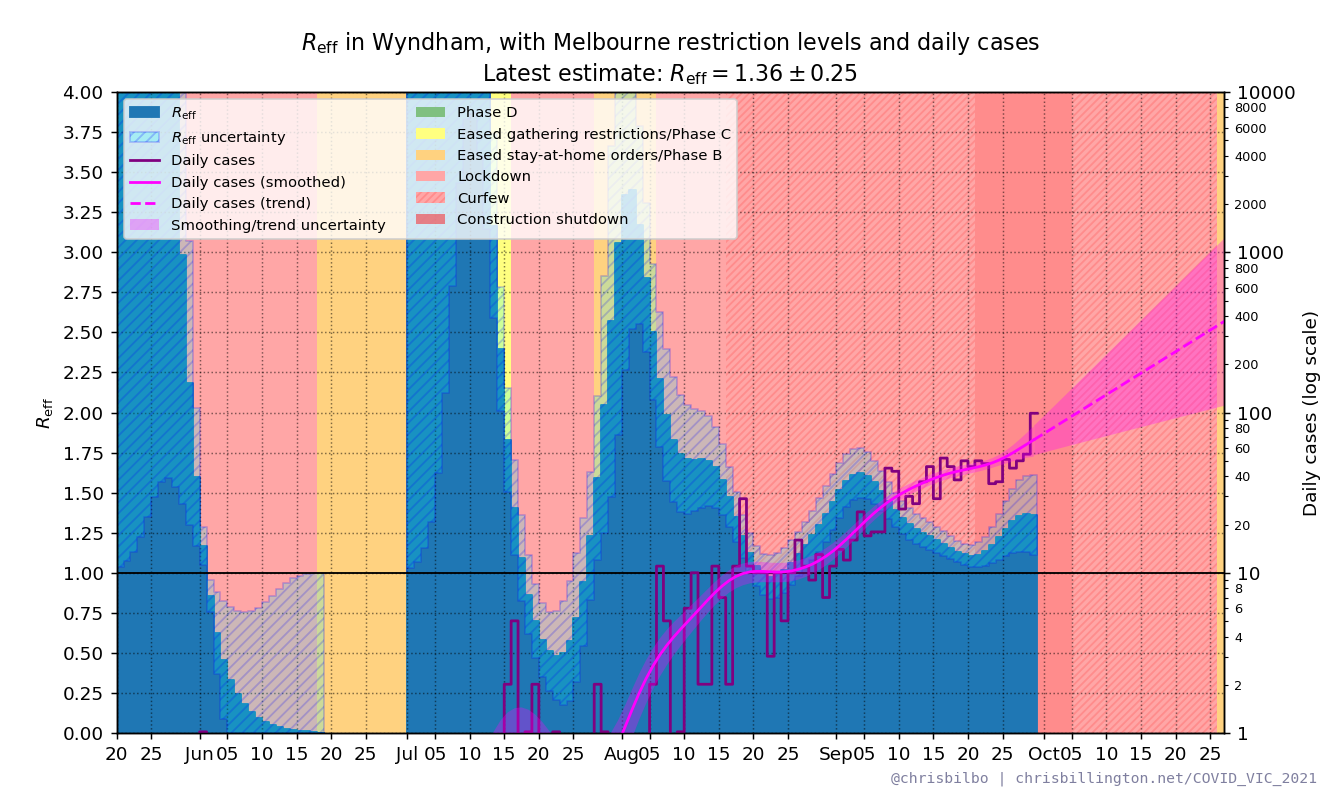 Reff in Wyndham, with Melbourne restriction levels and daily cases
Latest estimate: Reff = 1.36 ± 0.25
Reff
Reff uncertainty
Daily cases
Daily cases (smoothed)
Daily cases (trend)
Smoothing/trend uncertainty
Phase D
Eased gathering restrictions/Phase C
Eased stay-at-home orders/Phase B
Lockdown
Curfew
Construction shutdown
Reff
4.00
3.75
3.50
3.25
3.00
2.75
2.50
2.25
2.00
1.75
1.50
1.25
1.00
0.75
0.50
0.25
0.00
10000
8000
6000
4000
2000
1000
800
600
400
200
100
80
60
40
20
10
8
6
4
2
1
Daily cases (log scale)
20 25 Jun 05 10 15 20 25 Jul 05 10 15 20 25 Aug 05 10 15 20 25 Sep 05 10 15 20 25 Oct 05 10 15 20 25
@chrisbilbo | chrisbillington.net/COVID_VIC_2021